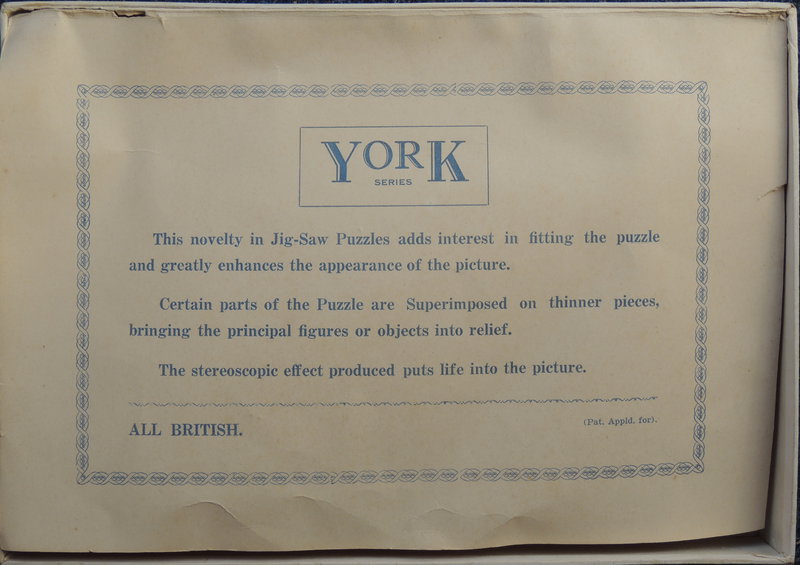 YORK
SERIES
This novelty in Jig-Saw Puzzles adds interest in fitting the puzzle
and greatly enhances the appearance of the picture.
Certain parts of the Puzzle are Superimposed on thinner pieces,
bringing the principal figures or objects into relief.
The stereoscopic effect produced puts life into the picture.
ALL BRITISH.
(Pat. Appld. for).